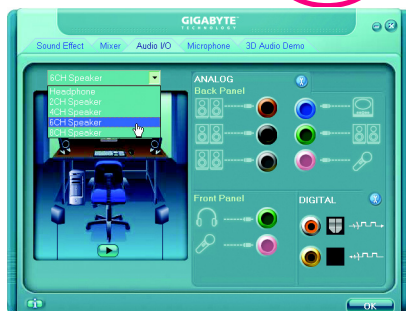 GIGABYTE
TECHNOLOGY
Sound Effect Mixer Audio I/O Microphone 3D Audio Demo
6CH Speaker
Headphone
2CH Speaker
4CH Speaker
6CH Speaker
8CH Speaker
ANALOG
Back Panel
Front Panel
DIGITAL
OK